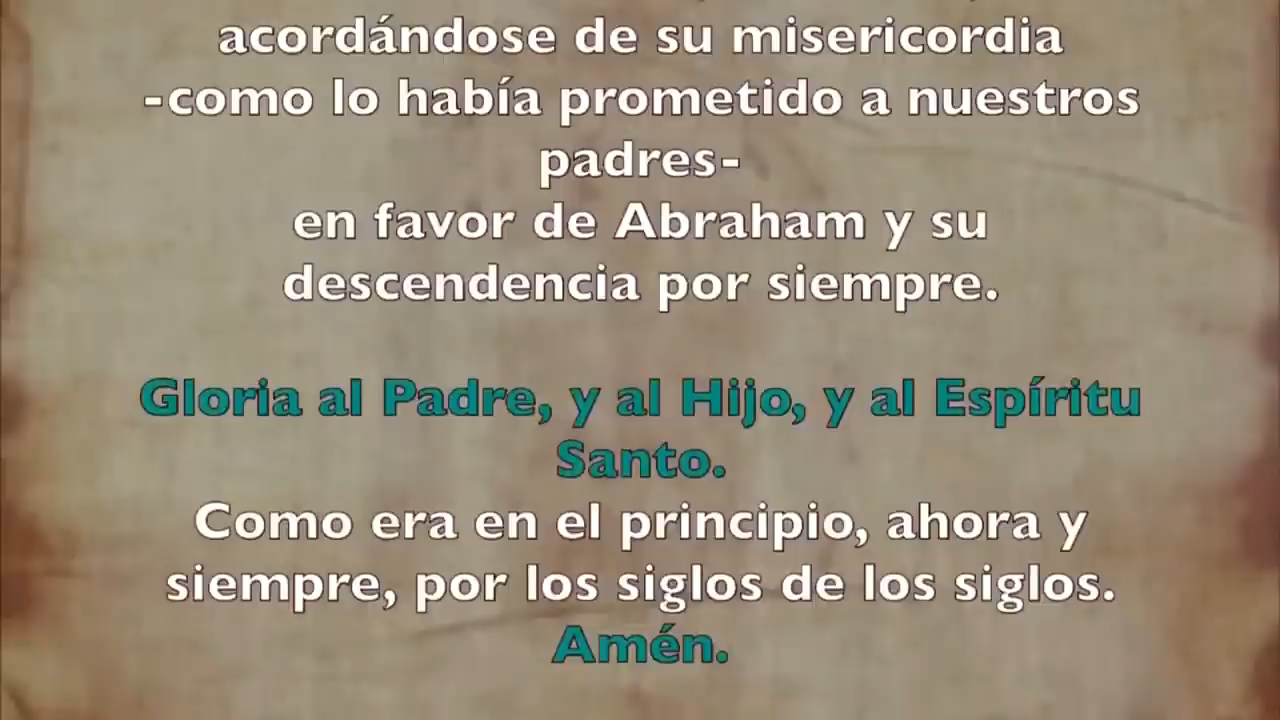 acordándose de su misericordia
-como lo había prometido a nuestros
padres-
en favor de Abraham y su
descendencia por siempre.
Gloria al Padre, y al Hijo, y al Espíritu
Santo.
Como era en el principio, ahora y
siempre, por los siglos de los siglos.
Amén.